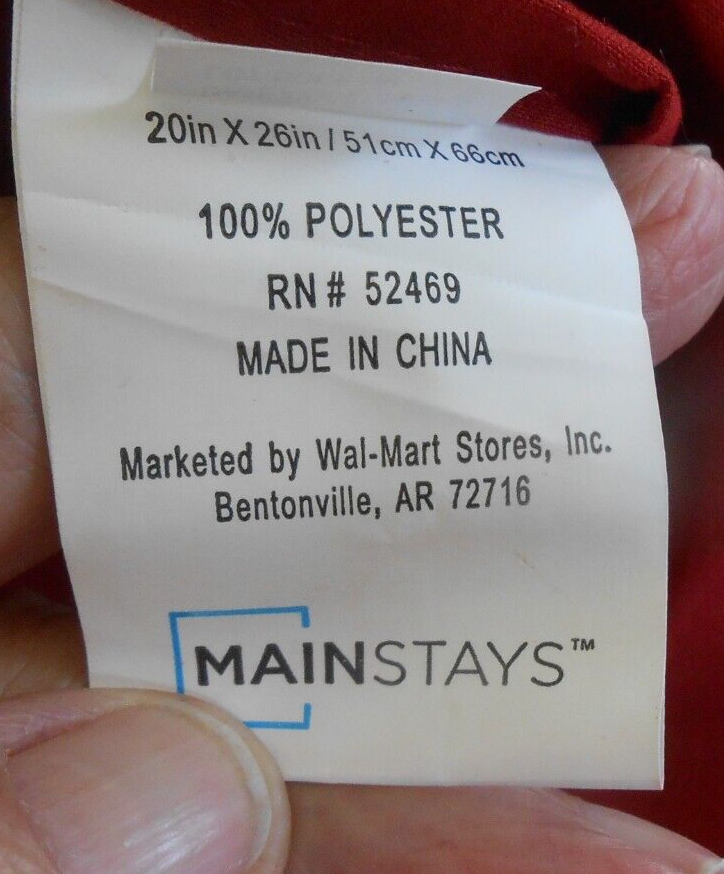 20in X 26in / 51cm X 66cm
100% POLYESTER
RN# 52469
MADE IN CHINA
Marketed by Wal-Mart Stores, Inc.
Bentonville, AR 72716
MAINSTAYS™